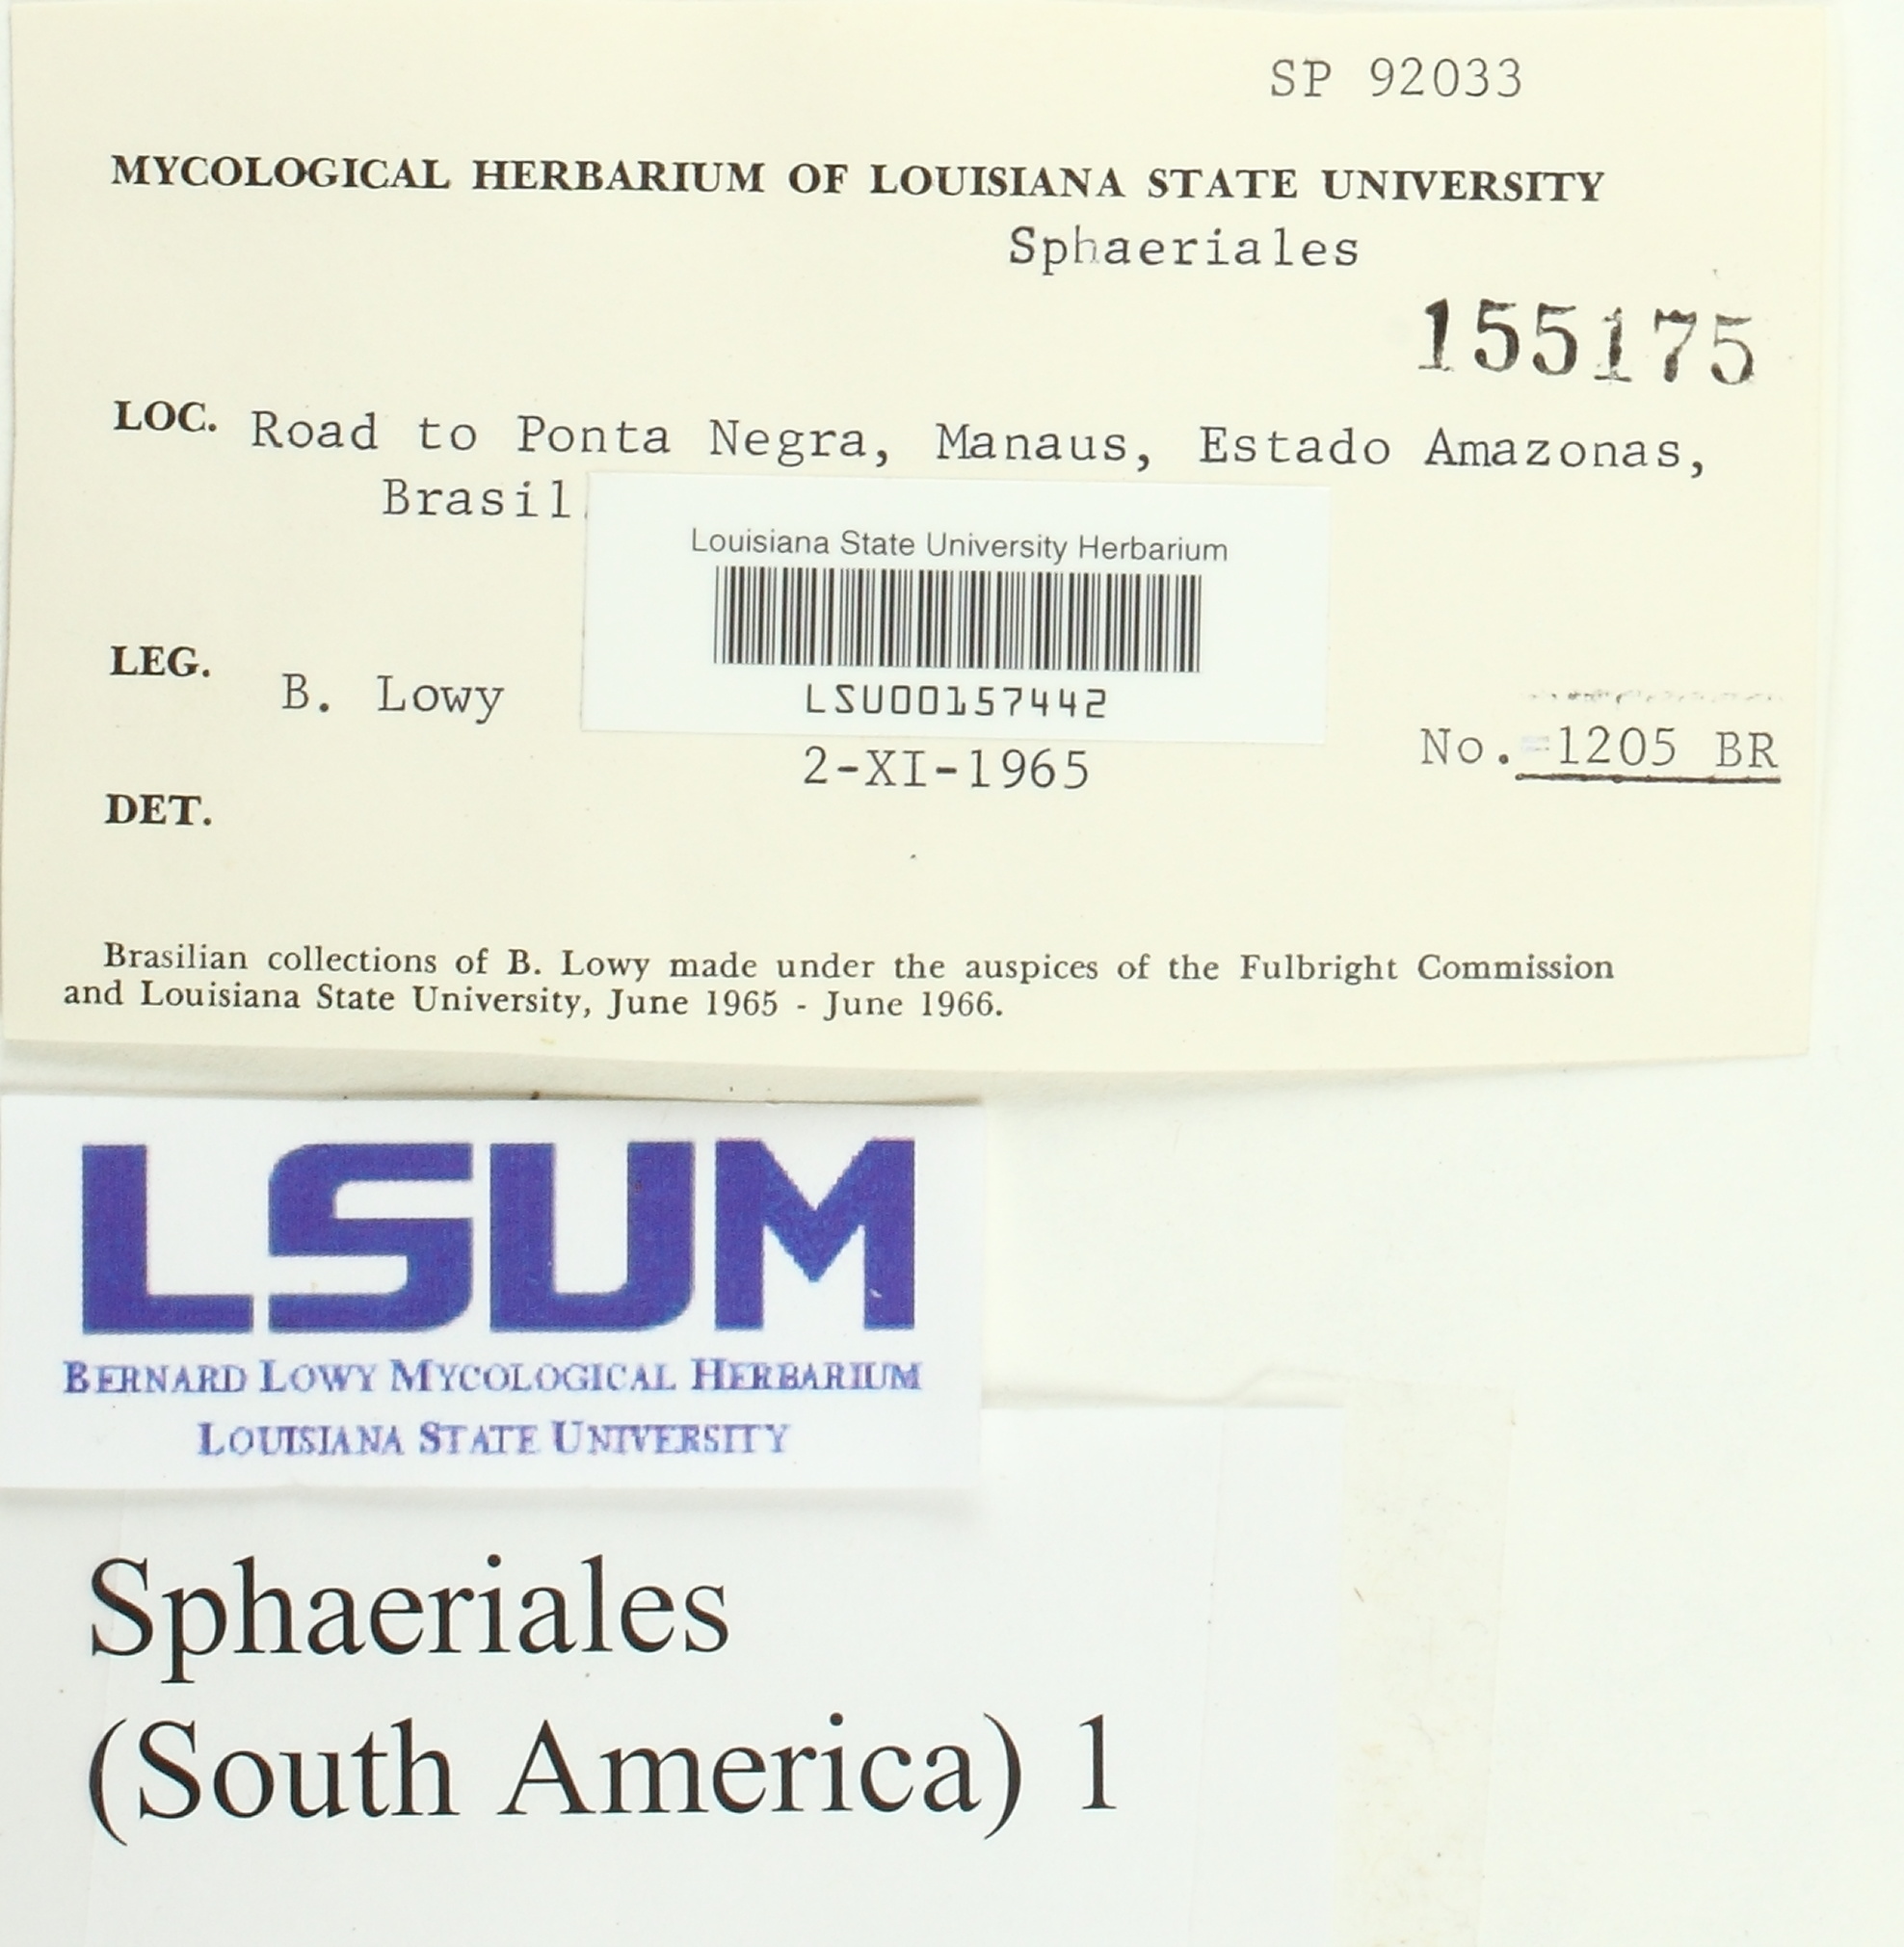 SP 92033
MYCOLOGICAL HERBARIUM OF LOUISIANA STATE UNIVERSITY
Sphaeriales
155175
LOC. Road to Ponta Negra, Manaus, Estado Amazonas,
Brasil
Louisiana State University Herbarium
LSU00157442
LEG. B. Lowy
2-XI-1965
No. 1205 BR
DET.
Brasilian collections of B. Lowy made under the auspices of the Fulbright Commission
and Louisiana State University, June 1965 - June 1966.
LSUM
BERNARD LOWY MYCOLOGICAL HERBARIUM
LOUISIANA STATE UNIVERSITY
Sphaeriales
(South America) 1